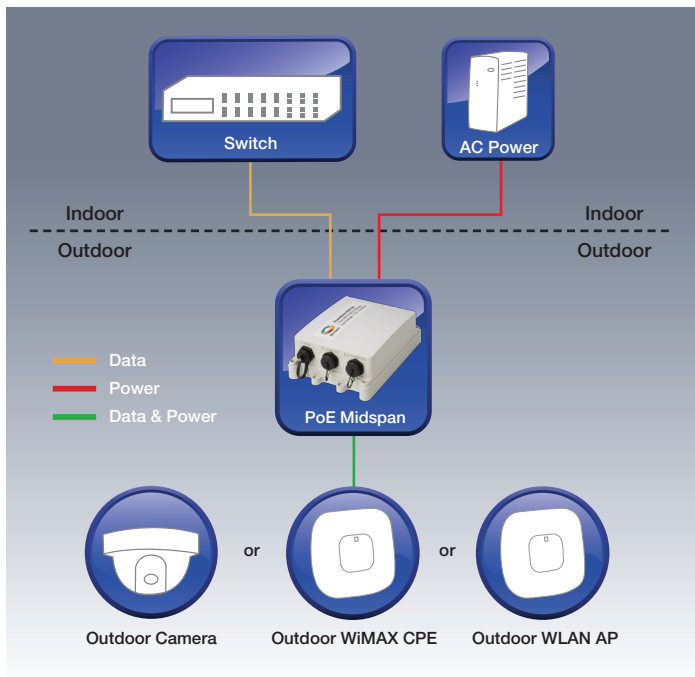 Switch
AC Power
Indoor
Indoor
Outdoor
Outdoor
Data
Power
Data & Power
PoE Midspan
or
or
Outdoor Camera
Outdoor WiMAX CPE
Outdoor WLAN AP